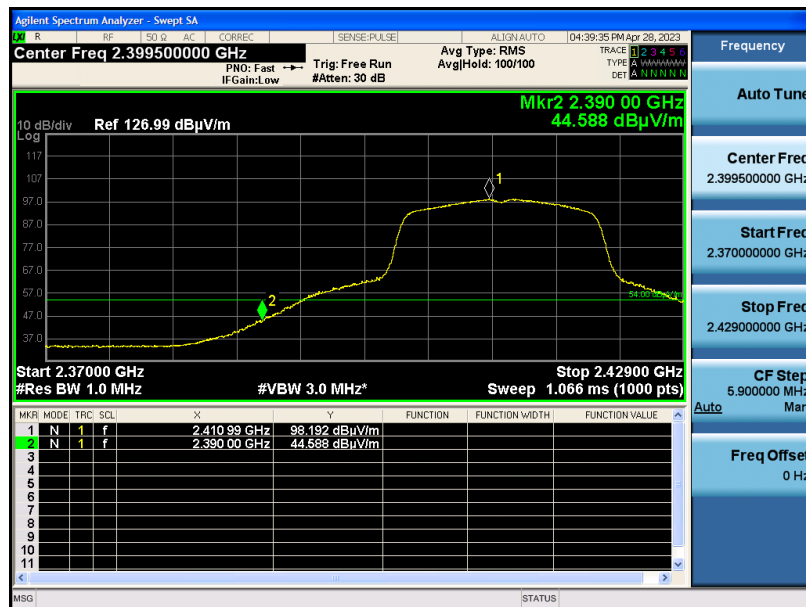 Agilent Spectrum Analyzer - Swept SA
LXI R RF 50 Ω AC CORREC SENSE:PULSE ALIGN AUTO 04:39:35 PM Apr 28, 2023
Center Freq 2.399500000 GHz
PNO: Fast
IFGain:Low
Trig: Free Run
#Atten: 30 dB
Avg Type: RMS
Avg|Hold: 100/100
TRACE 1 2 3 4 5 6
TYPE A WWWWW
DET A N N N N N
Mkr2 2.390 00 GHz
44.588 dBµV/m
10 dB/div
Log
Ref 126.99 dBµV/m
117
107
97.0
87.0
77.0
67.0
57.0
47.0
37.0
1
2
54.00 dBµV/m
Start 2.37000 GHz
Stop 2.42900 GHz
#Res BW 1.0 MHz
#VBW 3.0 MHz*
Sweep 1.066 ms (1000 pts)
MKR MODE TRC SCL X Y FUNCTION FUNCTION WIDTH FUNCTION VALUE
1 N 1 f 2.410 99 GHz 98.192 dBµV/m
2 N 1 f 2.390 00 GHz 44.588 dBµV/m
3
4
5
6
7
8
9
10
11
MSG
STATUS
Frequency
Auto Tune
Center Freq
2.399500000 GHz
Start Freq
2.370000000 GHz
Stop Freq
2.429000000 GHz
CF Step
5.900000 MHz
Auto Man
Freq Offset
0 Hz